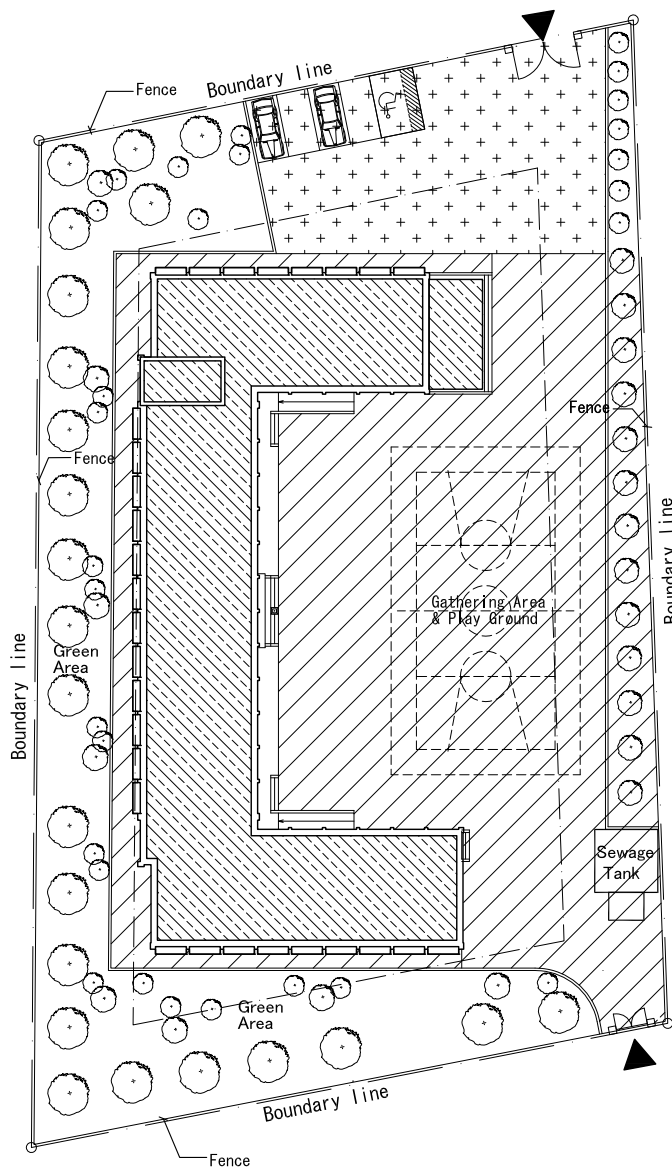 Boundary line
Fence
Fence
Fence
Boundary line
Gathering Area
& Play Ground
Green
Area
Boundary line
Sewage
Tank
Green
Area
Boundary line
Fence